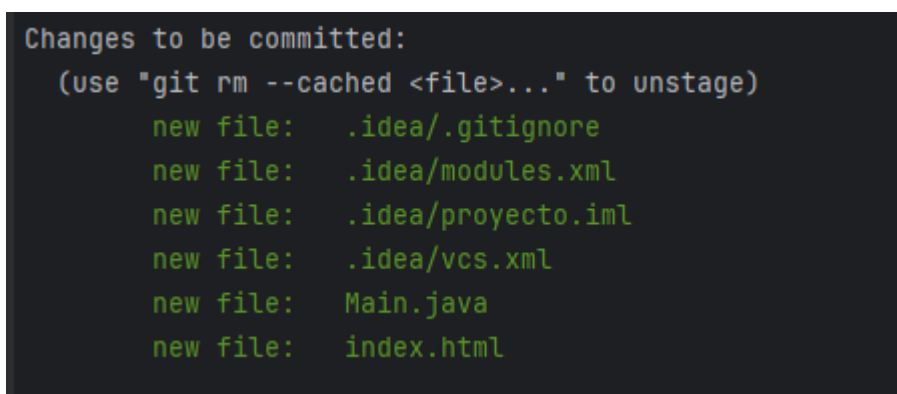 Changes to be committed:
(use "git rm --cached <file>..." to unstage)
new file: .idea/.gitignore
new file: .idea/modules.xml
new file: .idea/proyecto.iml
new file: .idea/vcs.xml
new file: Main.java
new file: index.html